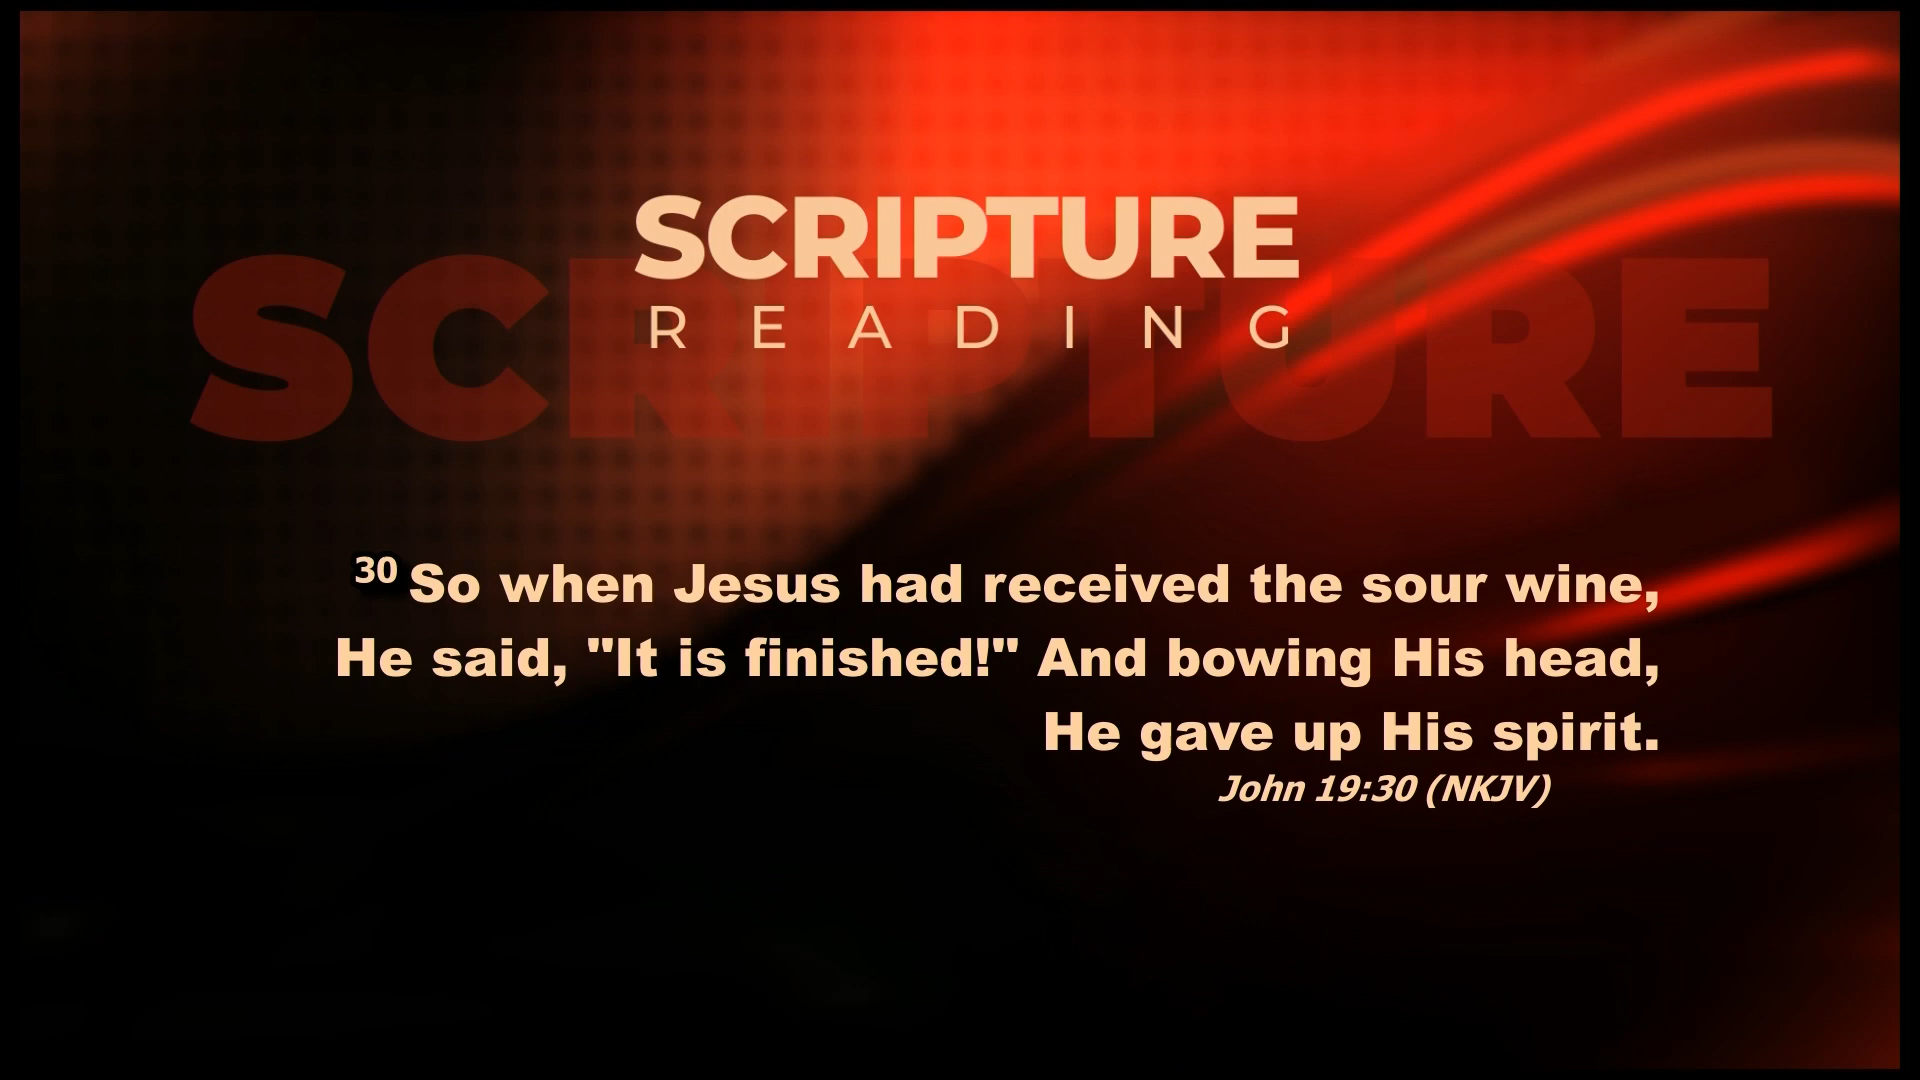 SCRIPTURE
READING
SCRIPTURE
30 So when Jesus had received the sour wine,
He said, "It is finished!" And bowing His head,
He gave up His spirit.
John 19:30 (NKJV)